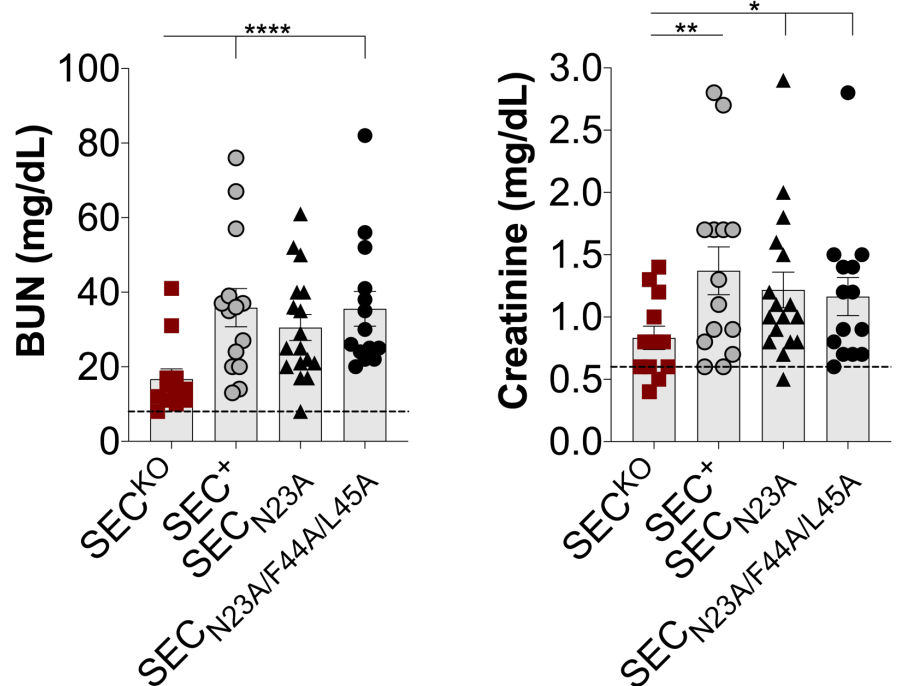 ****
100
80
60
40
20
0
BUN (mg/dL)
SECKO
SEC+
SECN23A
SECN23A/F44A/L45A
*
**
3.0
2.5
2.0
1.5
1.0
0.5
0.0
Creatinine (mg/dL)
SECKO
SEC+
SECN23A
SECN23A/F44A/L45A